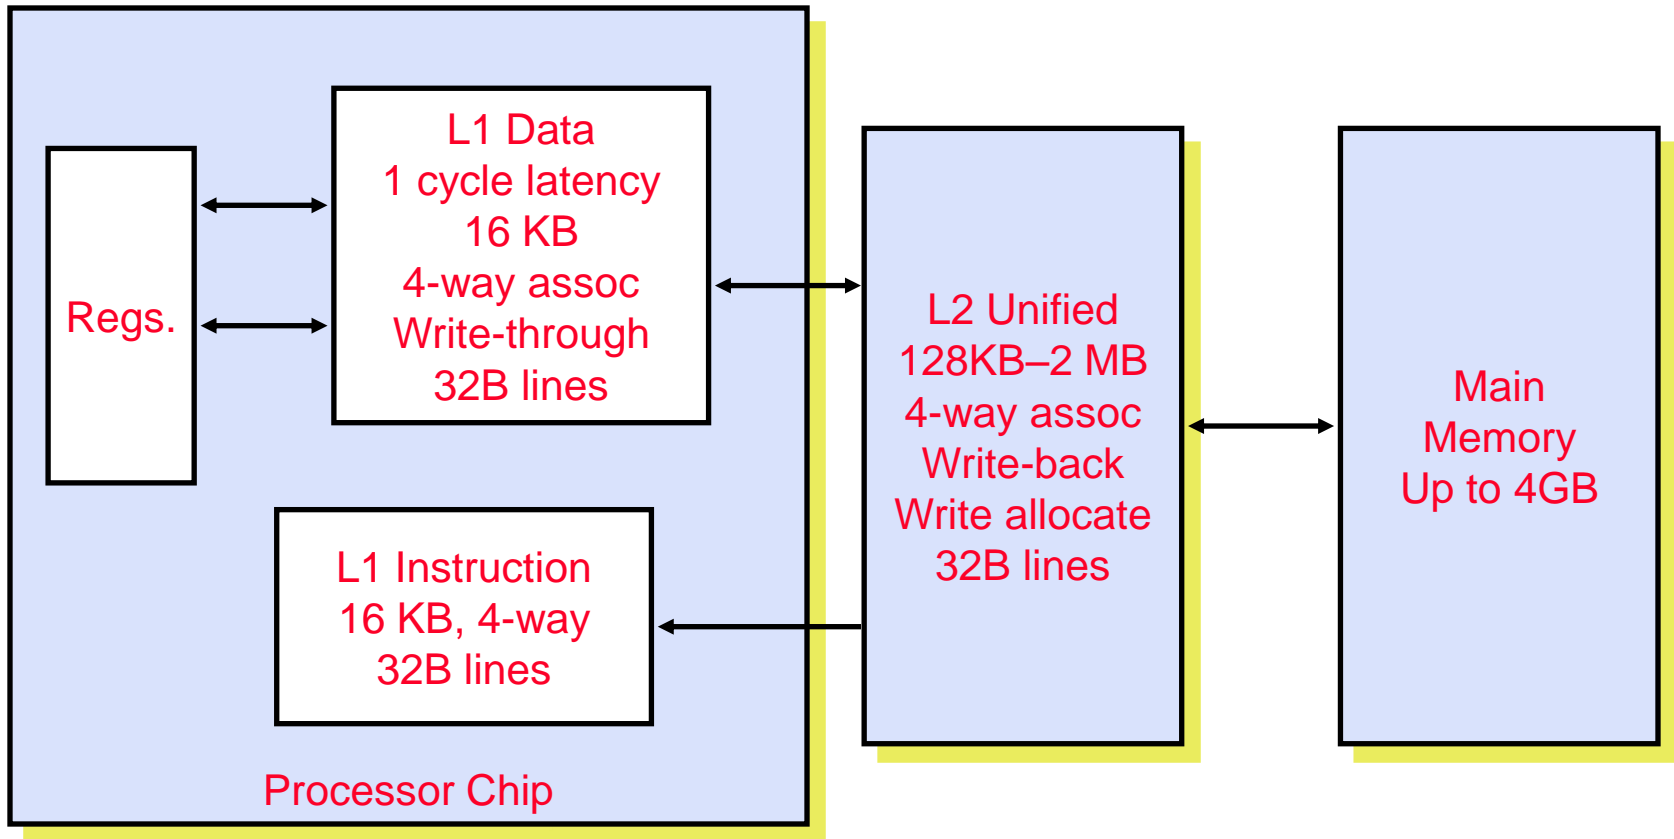 Regs.
L1 Data
1 cycle latency
16 KB
4-way assoc
Write-through
32B lines
L1 Instruction
16 KB, 4-way
32B lines
Processor Chip
L2 Unified
128KB–2 MB
4-way assoc
Write-back
Write allocate
32B lines
Main
Memory
Up to 4GB